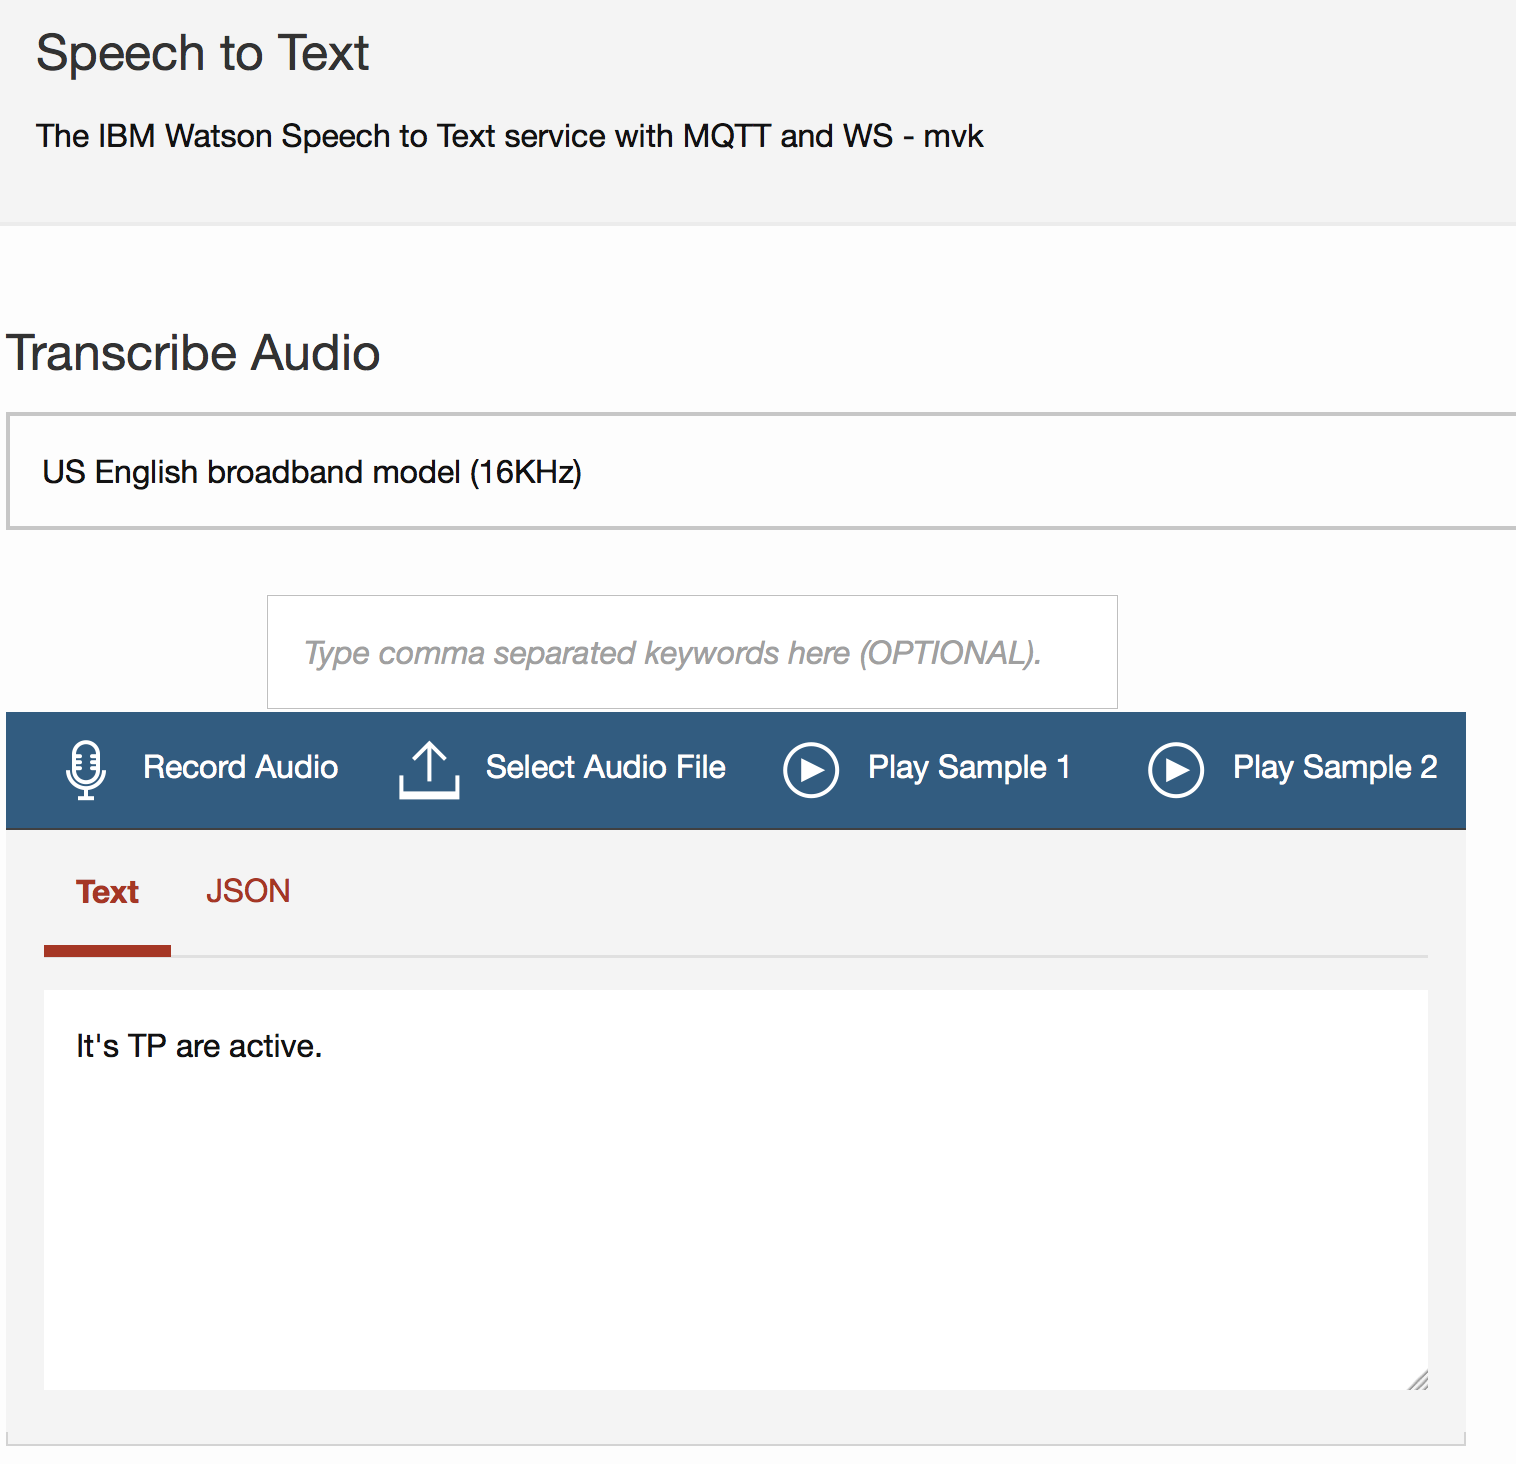 Speech to Text
The IBM Watson Speech to Text service with MQTT and WS - mvk
Transcribe Audio
US English broadband model (16KHz)
Type comma separated keywords here (OPTIONAL).
Record Audio Select Audio File Play Sample 1 Play Sample 2
Text JSON
It's TP are active.